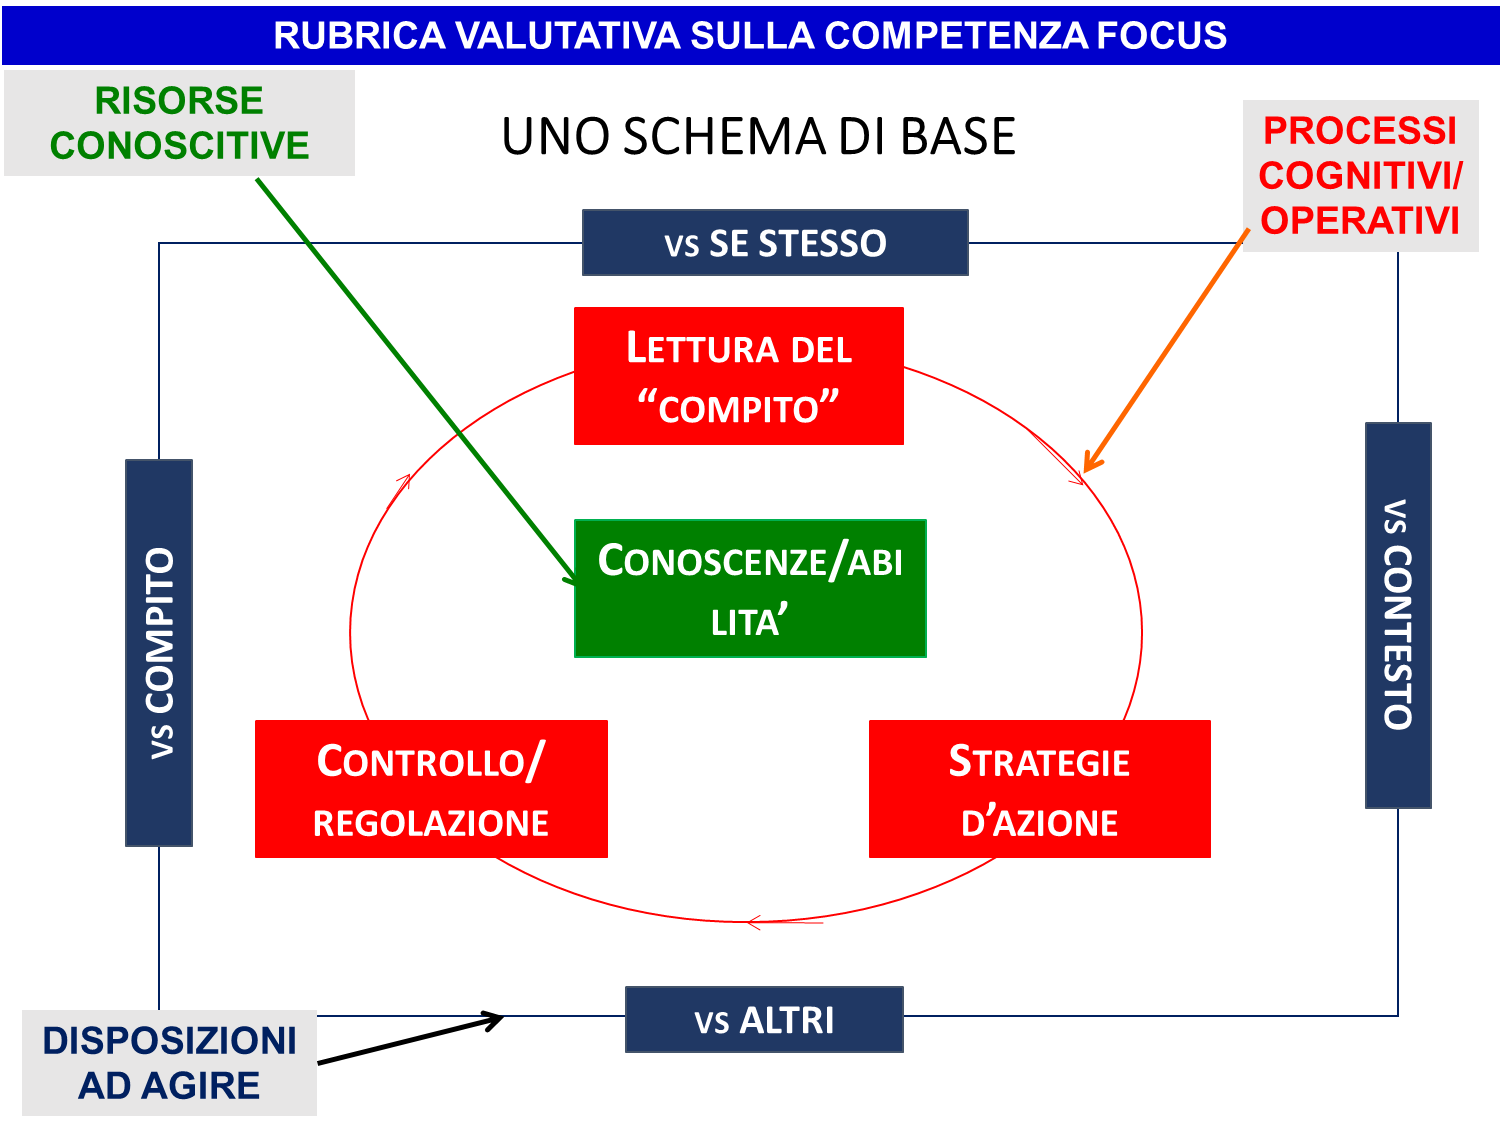 RUBRICA VALUTATIVA SULLA COMPETENZA FOCUS
RISORSE
CONOSCITIVE
UNO SCHEMA DI BASE
PROCESSI
COGNITIVI/
OPERATIVI
VS SE STESSO
LETTURA DEL
“COMPITO”
CONOSCENZE/ABI
LITA’
VS COMPITO
VS CONTESTO
CONTROLLO/
REGOLAZIONE
STRATEGIE
D’AZIONE
VS ALTRI
DISPOSIZIONI
AD AGIRE